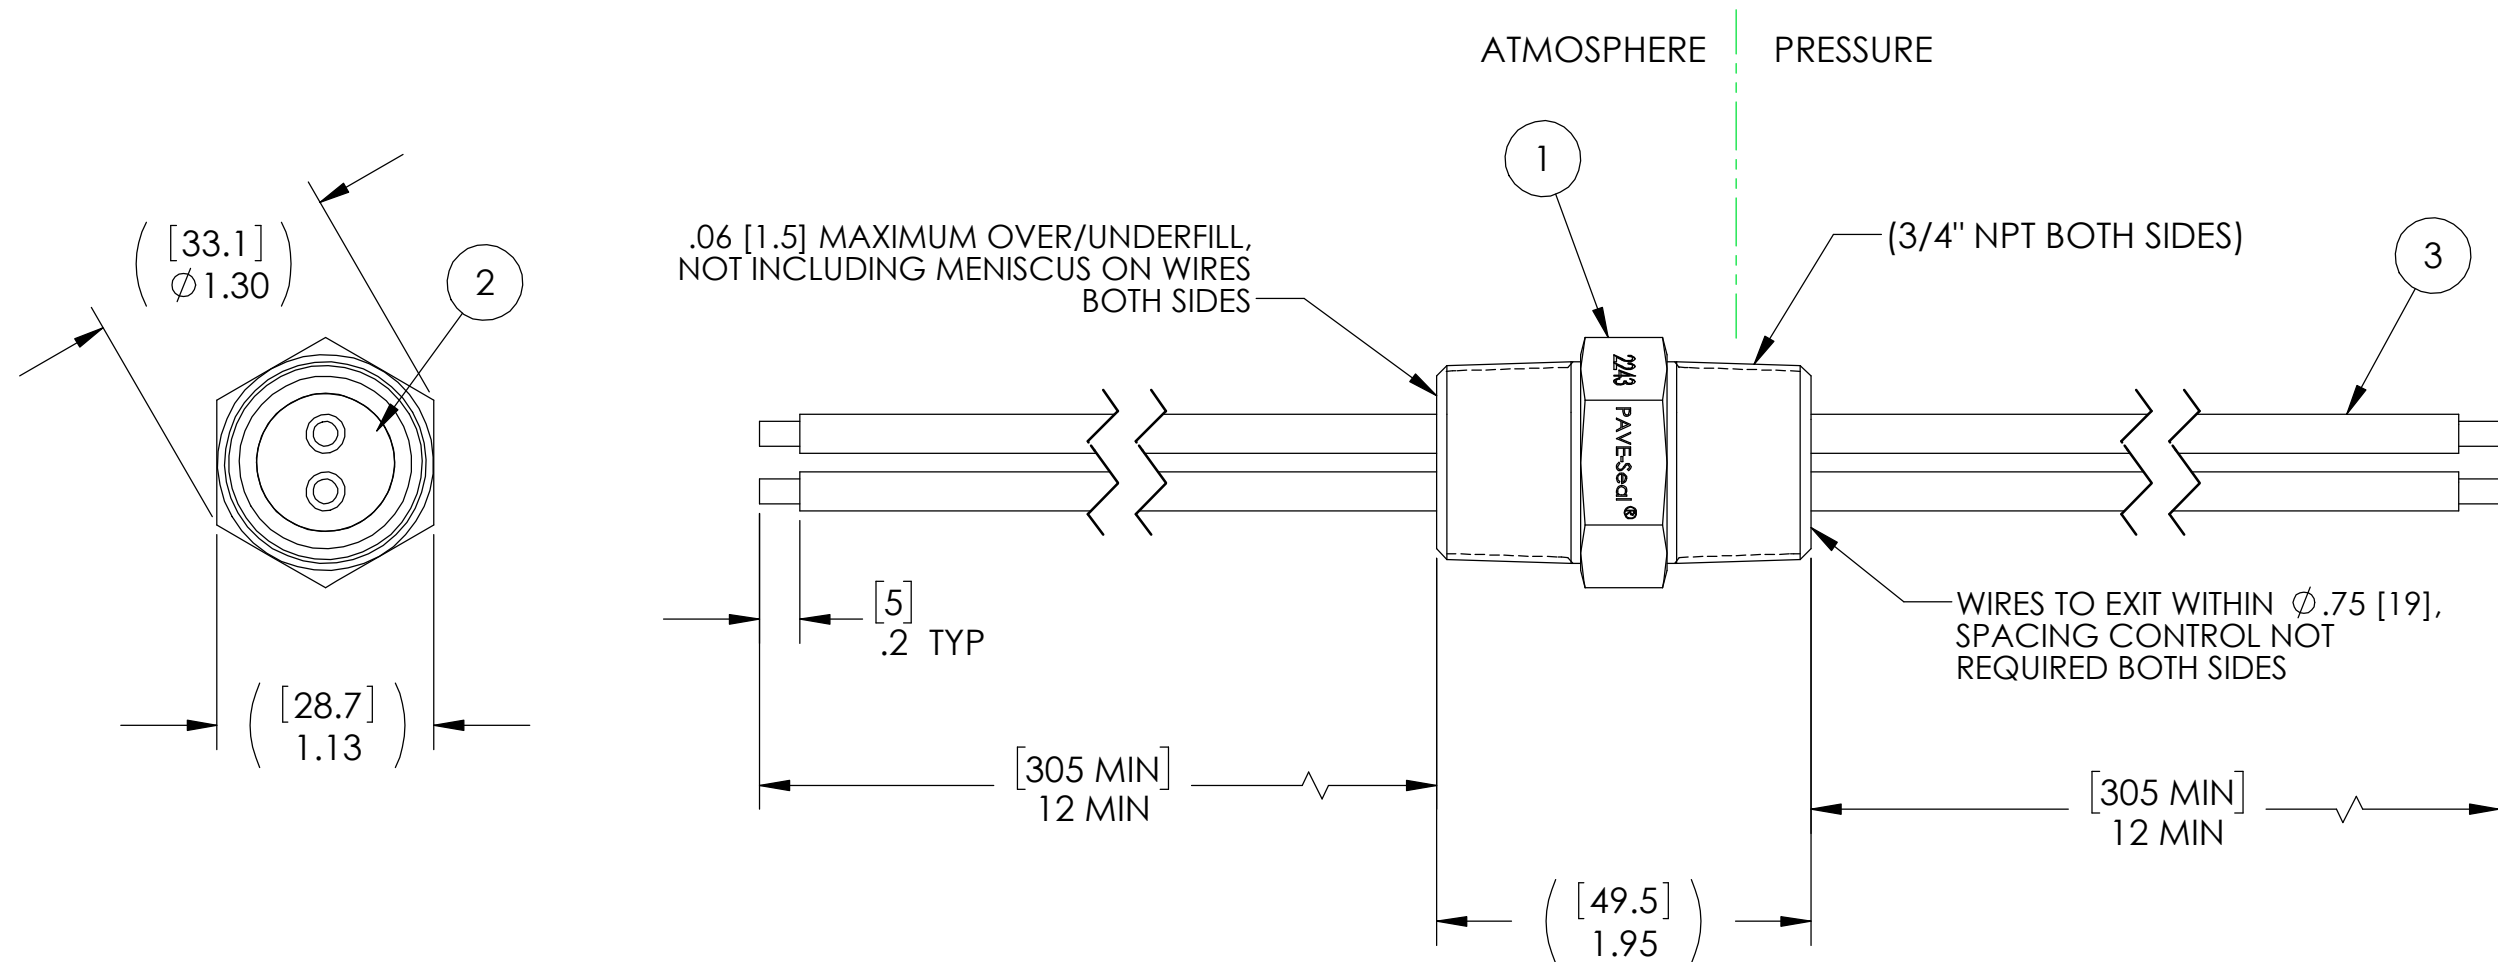 ATMOSPHERE
PRESSURE
1
.06 [1.5] MAXIMUM OVER/UNDERFILL,
NOT INCLUDING MENISCUS ON WIRES
BOTH SIDES
(3/4" NPT BOTH SIDES)
3
([33.1]
∅1.30)
2
2243 PAVE-Seal ®
[5]
.2 TYP
WIRES TO EXIT WITHIN ∅.75 [19],
SPACING CONTROL NOT
REQUIRED BOTH SIDES
([28.7]
1.13)
[305 MIN]
12 MIN
[305 MIN]
12 MIN
([49.5]
1.95)